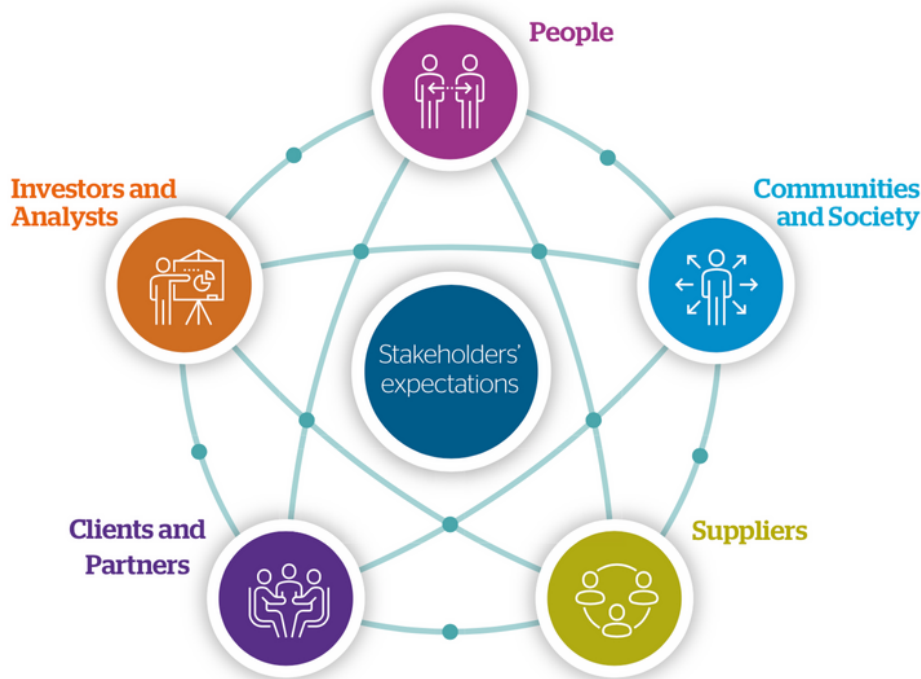 People
Investors and
Analysts
Communities
and Society
Stakeholders’
expectations
Clients and
Partners
Suppliers